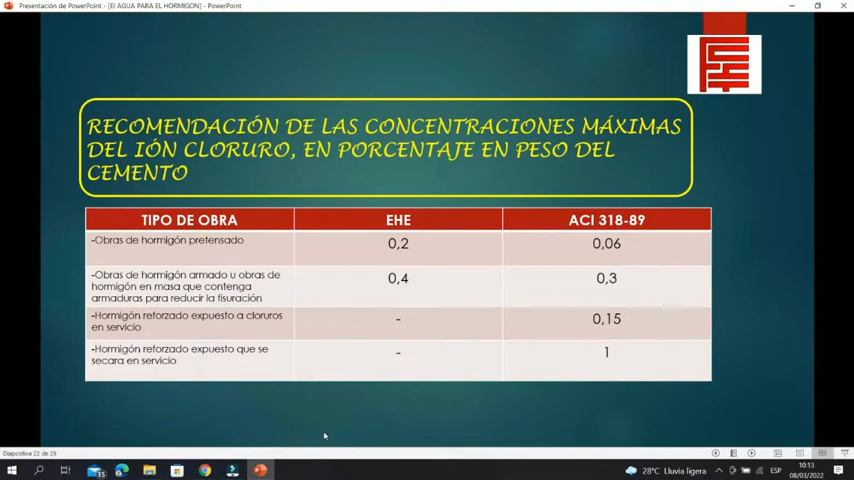 Presentación de PowerPoint - [El AGUA PARA EL HORMIGON] - PowerPoint
RECOMENDACIÓN DE LAS CONCENTRACIONES MÁXIMAS
DEL IÓN CLORURO, EN PORCENTAJE EN PESO DEL
CEMENTO
TIPO DE OBRA EHE ACI 318-89
-Obras de hormigón pretensado 0,2 0,06
-Obras de hormigón armado u obras de
hormigón en masa que contenga
armaduras para reducir la fisuración
0,4 0,3
-Hormigón reforzado expuesto a cloruros
en servicio
- 0,15
-Hormigón reforzado expuesto que se
secara en servicio
- 1
Diapositiva 22 de 29
35
28°C Lluvia ligera
ESP
10:13
08/03/2022